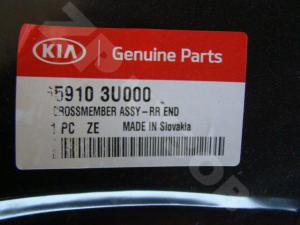 KIA
Genuine Parts
5910 3U000
CROSSMEMBER ASSY-RR END
1 PC ZE MADE IN Slovakia